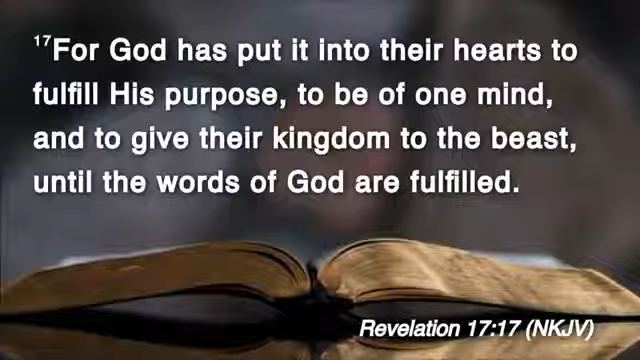 17For God has put it into their hearts to
fulfill His purpose, to be of one mind,
and to give their kingdom to the beast,
until the words of God are fulfilled.
Revelation 17:17 (NKJV)